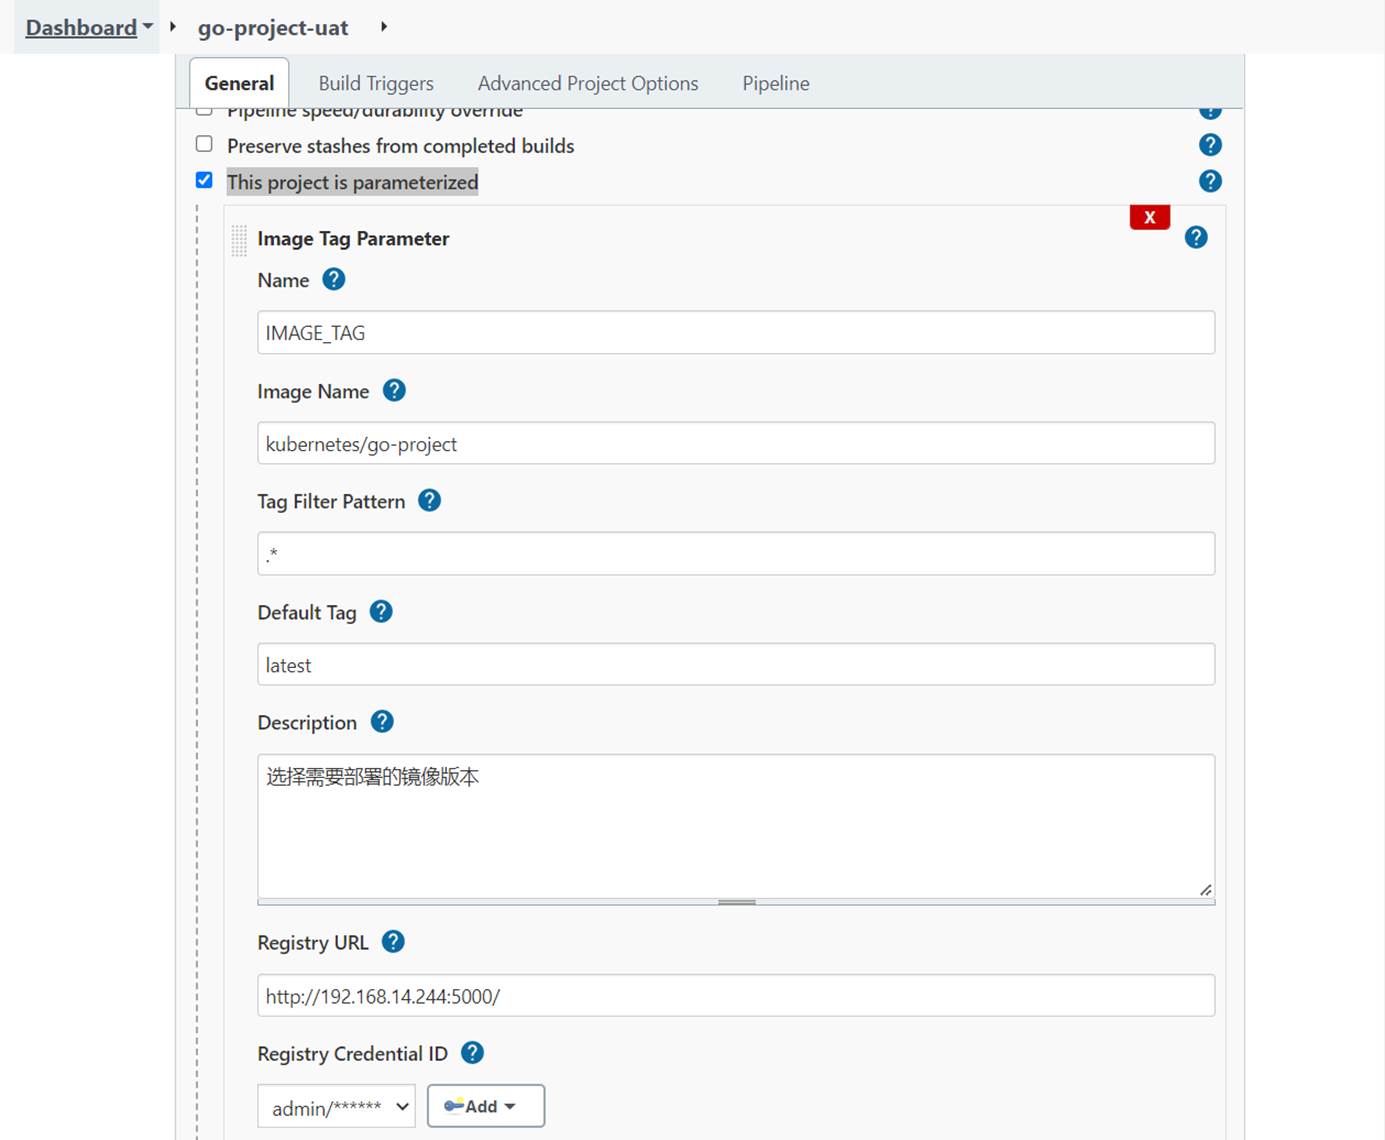 Dashboard go-project-uat
General Build Triggers Advanced Project Options Pipeline
Pipeline speed/durability override
Preserve stashes from completed builds
This project is parameterized
X
Image Tag Parameter
Name
IMAGE_TAG
Image Name
kubernetes/go-project
Tag Filter Pattern
.*
Default Tag
latest
Description
选择需要部署的镜像版本
Registry URL
http://192.168.14.244:5000/
Registry Credential ID
admin/****** Add